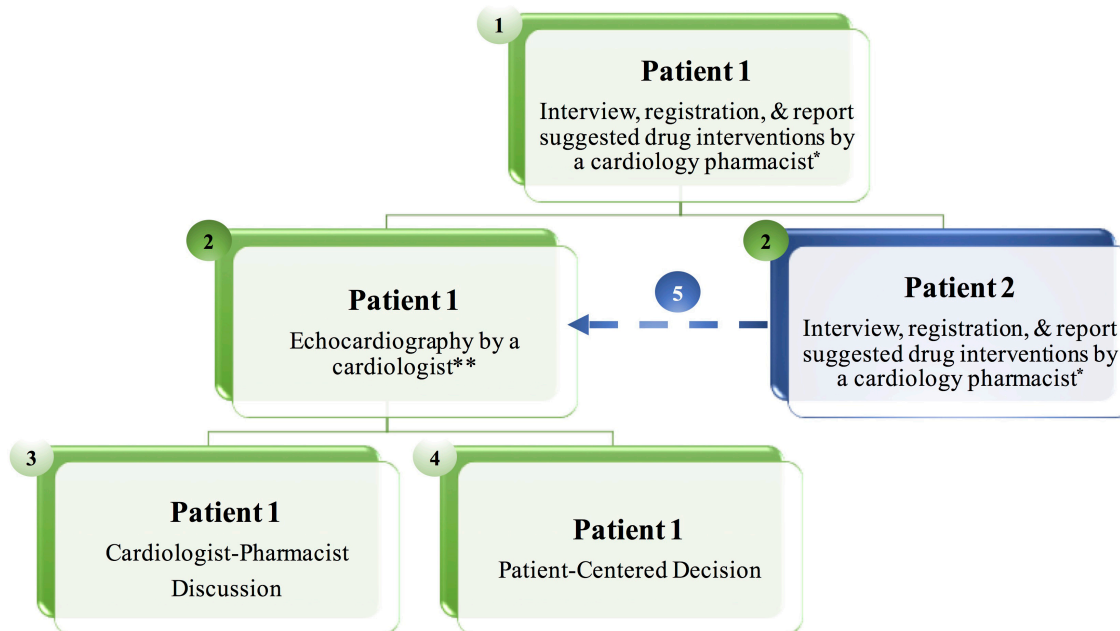 1
Patient 1
Interview, registration, & report
suggested drug interventions by
a cardiology pharmacist*
2
Patient 1
Echocardiography by a
cardiologist**
5
2
Patient 2
Interview, registration, & report
suggested drug interventions by
a cardiology pharmacist*
3
Patient 1
Cardiologist-Pharmacist
Discussion
4
Patient 1
Patient-Centered Decision